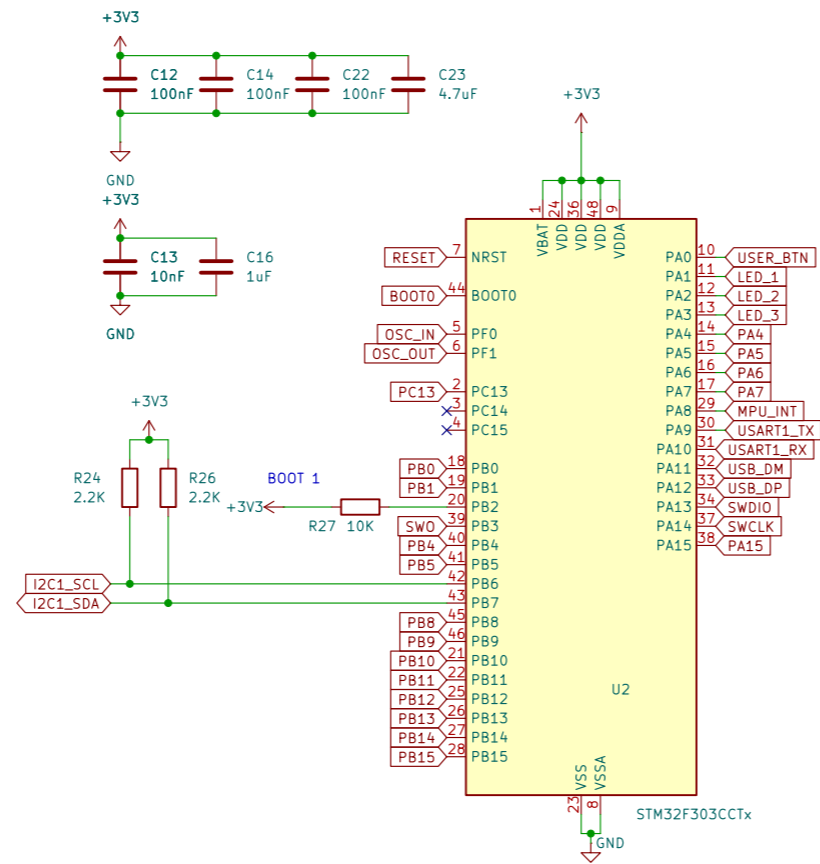 +3V3
C12
100nF
C14
100nF
C22
100nF
C23
4.7uF
GND
+3V3
C13
10nF
C16
1uF
GND
+3V3
R24
2.2K
R26
2.2K
BOOT 1
+3V3
R27 10K
I2C1_SCL
I2C1_SDA
+3V3
1 24 36 48 9
VBAT VDD VDD VDD VDDA
RESET 7 NRST
BOOT0 44 BOOT0
OSC_IN 5 PF0
OSC_OUT 6 PF1
PC13 2 PC13
3 PC14
4 PC15
PB0 18 PB0
PB1 19 PB1
20 PB2
SWO 39 PB3
PB4 40 PB4
PB5 41 PB5
42 PB6
43 PB7
PB8 45 PB8
PB9 46 PB9
PB10 21 PB10
PB11 22 PB11
PB12 25 PB12
PB13 26 PB13
PB14 27 PB14
PB15 28 PB15
PA0 10 USER_BTN
PA1 11 LED_1
PA2 12 LED_2
PA3 13 LED_3
PA4 14 PA4
PA5 15 PA5
PA6 16 PA6
PA7 17 PA7
PA8 29 MPU_INT
PA9 30 USART1_TX
PA10 31 USART1_RX
PA11 32 USB_DM
PA12 33 USB_DP
PA13 34 SWDIO
PA14 37 SWCLK
PA15 38 PA15
U2
VSS VSSA
23 8
STM32F303CCTx
GND